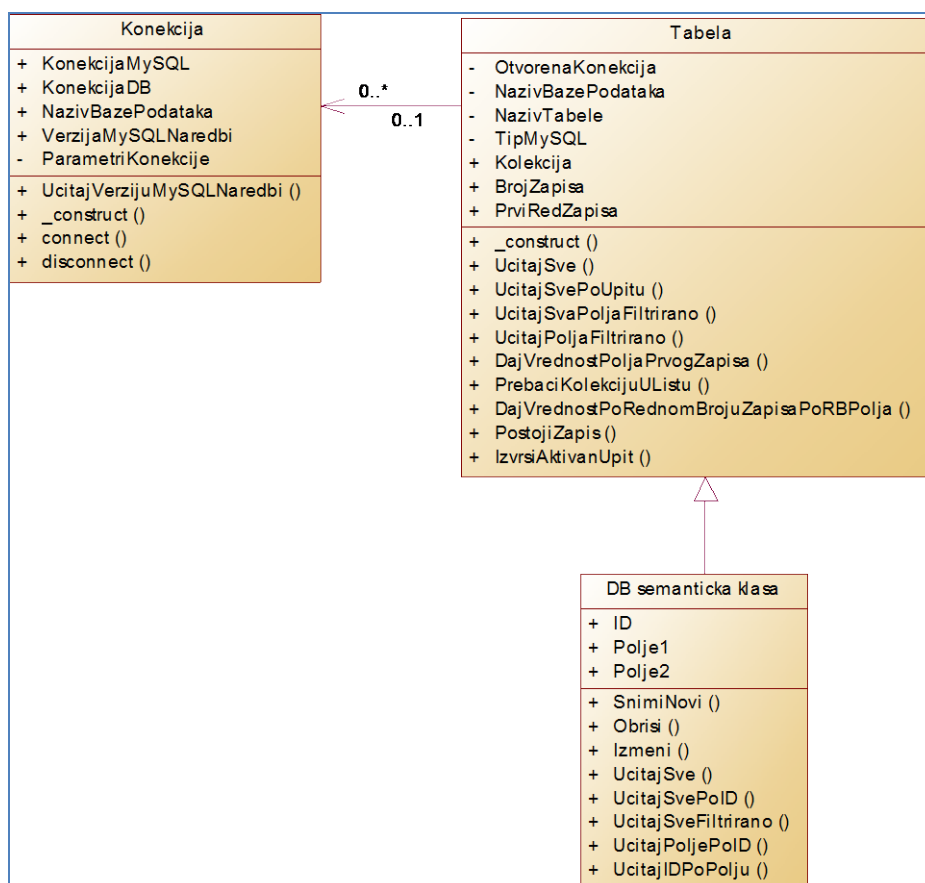 Konekcija
+ KonekcijaMySQL
+ KonekcijaDB
+ NazivBazePodataka
+ VerzijaMySQLNaredbi
- ParametriKonekcije
+ UcitajVerzijuMySQLNaredbi ()
+ _construct ()
+ connect ()
+ disconnect ()
0..*
0..1
Tabela
- OtvorenaKonekcija
- NazivBazePodataka
- NazivTabele
- TipMySQL
+ Kolekcija
+ BrojZapisa
+ PrviRedZapisa
+ _construct ()
+ UcitajSve ()
+ UcitajSvePoUpitu ()
+ UcitajSvaPoljaFiltrirano ()
+ UcitajPoljaFiltrirano ()
+ DajVrednostPoljaPrvogZapisa ()
+ PrebaciKolekcijuUListu ()
+ DajVrednostPoRednomBrojuZapisaPoRBPolja ()
+ PostojiZapis ()
+ IzvrsiAktivanUpit ()
DB semanticka klasa
+ ID
+ Polje1
+ Polje2
+ SnimiNovi ()
+ Obrisi ()
+ Izmeni ()
+ UcitajSve ()
+ UcitajSvePoID ()
+ UcitajSveFiltrirano ()
+ UcitajPoljePoID ()
+ UcitajIDPoPolju ()